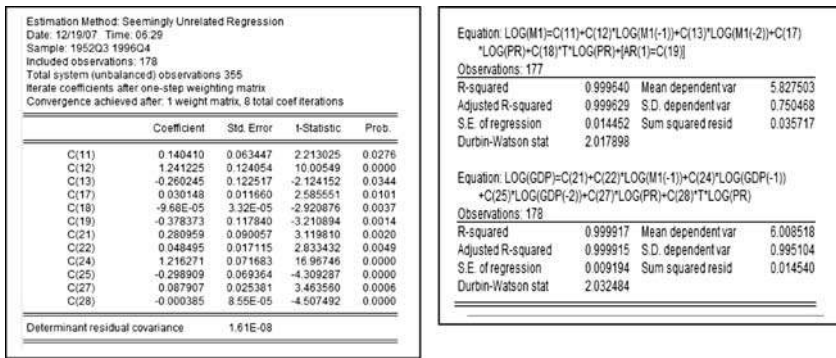 Estimation Method: Seemingly Unrelated Regression
Date: 12/19/07 Time: 06:29
Sample: 1952Q3 1996Q4
Included observations: 178
Total system (unbalanced) observations 355
Iterate coefficients after one-step weighting matrix
Convergence achieved after: 1 weight matrix, 8 total coef iterations
Coefficient Std. Error t-Statistic Prob.
C(11) 0.140410 0.063447 2.213025 0.0276
C(12) 1.241225 0.124054 10.00549 0.0000
C(13) -0.260245 0.122517 -2.124152 0.0344
C(17) 0.030148 0.011660 2.585551 0.0101
C(18) -9.68E-05 3.32E-05 -2.920876 0.0037
C(19) -0.378373 0.117840 -3.210894 0.0014
C(21) 0.280959 0.090057 3.119810 0.0020
C(22) 0.048495 0.017115 2.833432 0.0049
C(24) 1.216271 0.071683 16.96746 0.0000
C(25) -0.298909 0.069364 -4.309287 0.0000
C(27) 0.087907 0.025381 3.463560 0.0006
C(28) -0.000385 8.55E-05 -4.507492 0.0000
Determinant residual covariance 1.61E-08
Equation: LOG(M1)=C(11)+C(12)*LOG(M1(-1))+C(13)*LOG(M1(-2))+C(17)
*LOG(PR)+C(18)*T*LOG(PR)+[AR(1)=C(19)]
Observations: 177
R-squared 0.999640 Mean dependent var 5.827503
Adjusted R-squared 0.999629 S.D. dependent var 0.750468
S.E. of regression 0.014452 Sum squared resid 0.035717
Durbin-Watson stat 2.017898
Equation: LOG(GDP)=C(21)+C(22)*LOG(M1(-1))+C(24)*LOG(GDP(-1))
+C(25)*LOG(GDP(-2))+C(27)*LOG(PR)+C(28)*T*LOG(PR)
Observations: 178
R-squared 0.999917 Mean dependent var 6.008518
Adjusted R-squared 0.999915 S.D. dependent var 0.995104
S.E. of regression 0.009194 Sum squared resid 0.014540
Durbin-Watson stat 2.032484